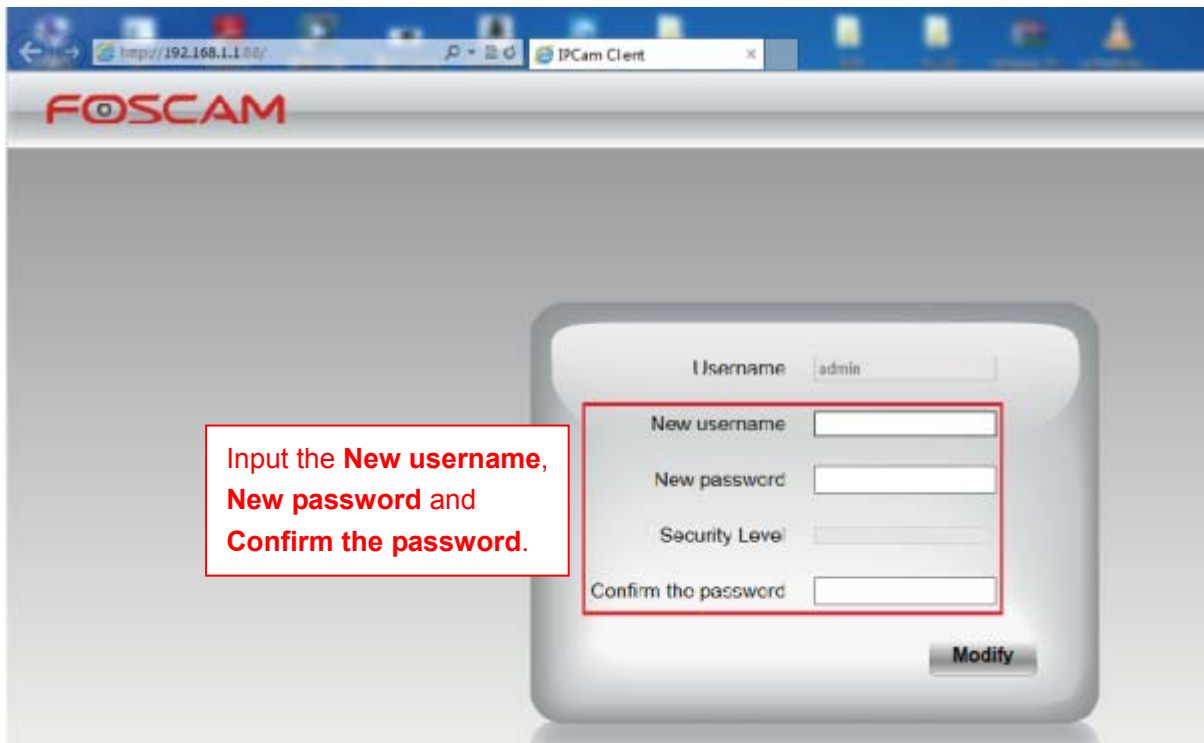 http://192.168.1.1:88/
IPCam Client
FOSCAM
Username admin
New username
Input the New username,
New password and
Confirm the password.
New password
Security Level
Confirm the password
Modify